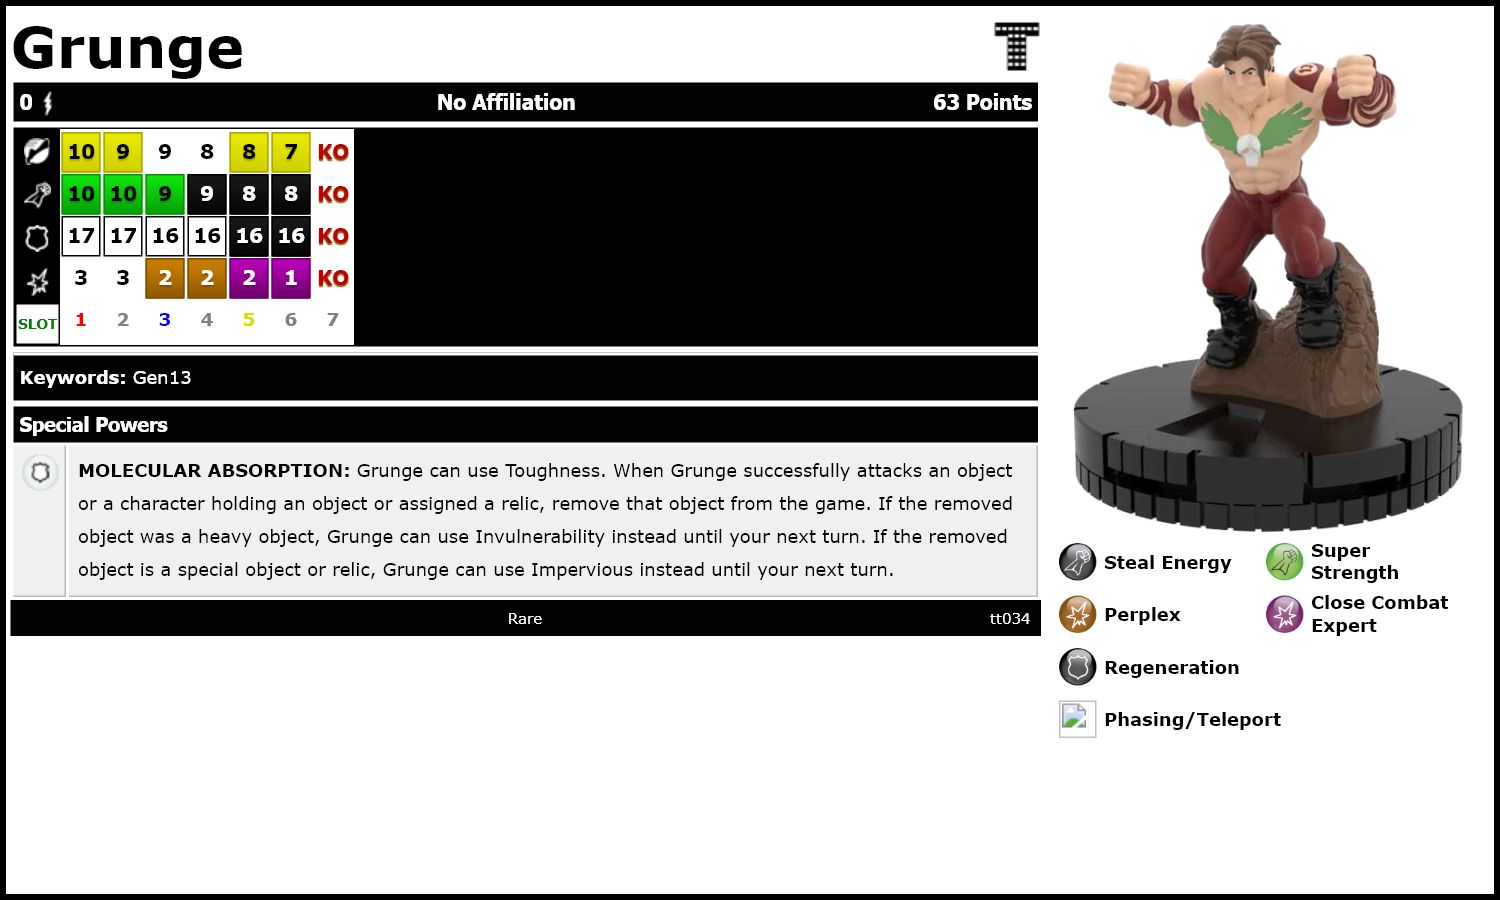 Grunge
T
0 No Affiliation 63 Points
10 9 9 8 8 7 KO
10 10 9 9 8 8 KO
17 17 16 16 16 16 KO
3 3 2 2 2 1 KO
SLOT 1 2 3 4 5 6 7
Keywords: Gen13
Special Powers
MOLECULAR ABSORPTION: Grunge can use Toughness. When Grunge successfully attacks an object
or a character holding an object or assigned a relic, remove that object from the game. If the removed
object was a heavy object, Grunge can use Invulnerability instead until your next turn. If the removed
object is a special object or relic, Grunge can use Impervious instead until your next turn.
Rare tt034
Steal Energy
Super
Strength
Perplex
Close Combat
Expert
Regeneration
Phasing/Teleport